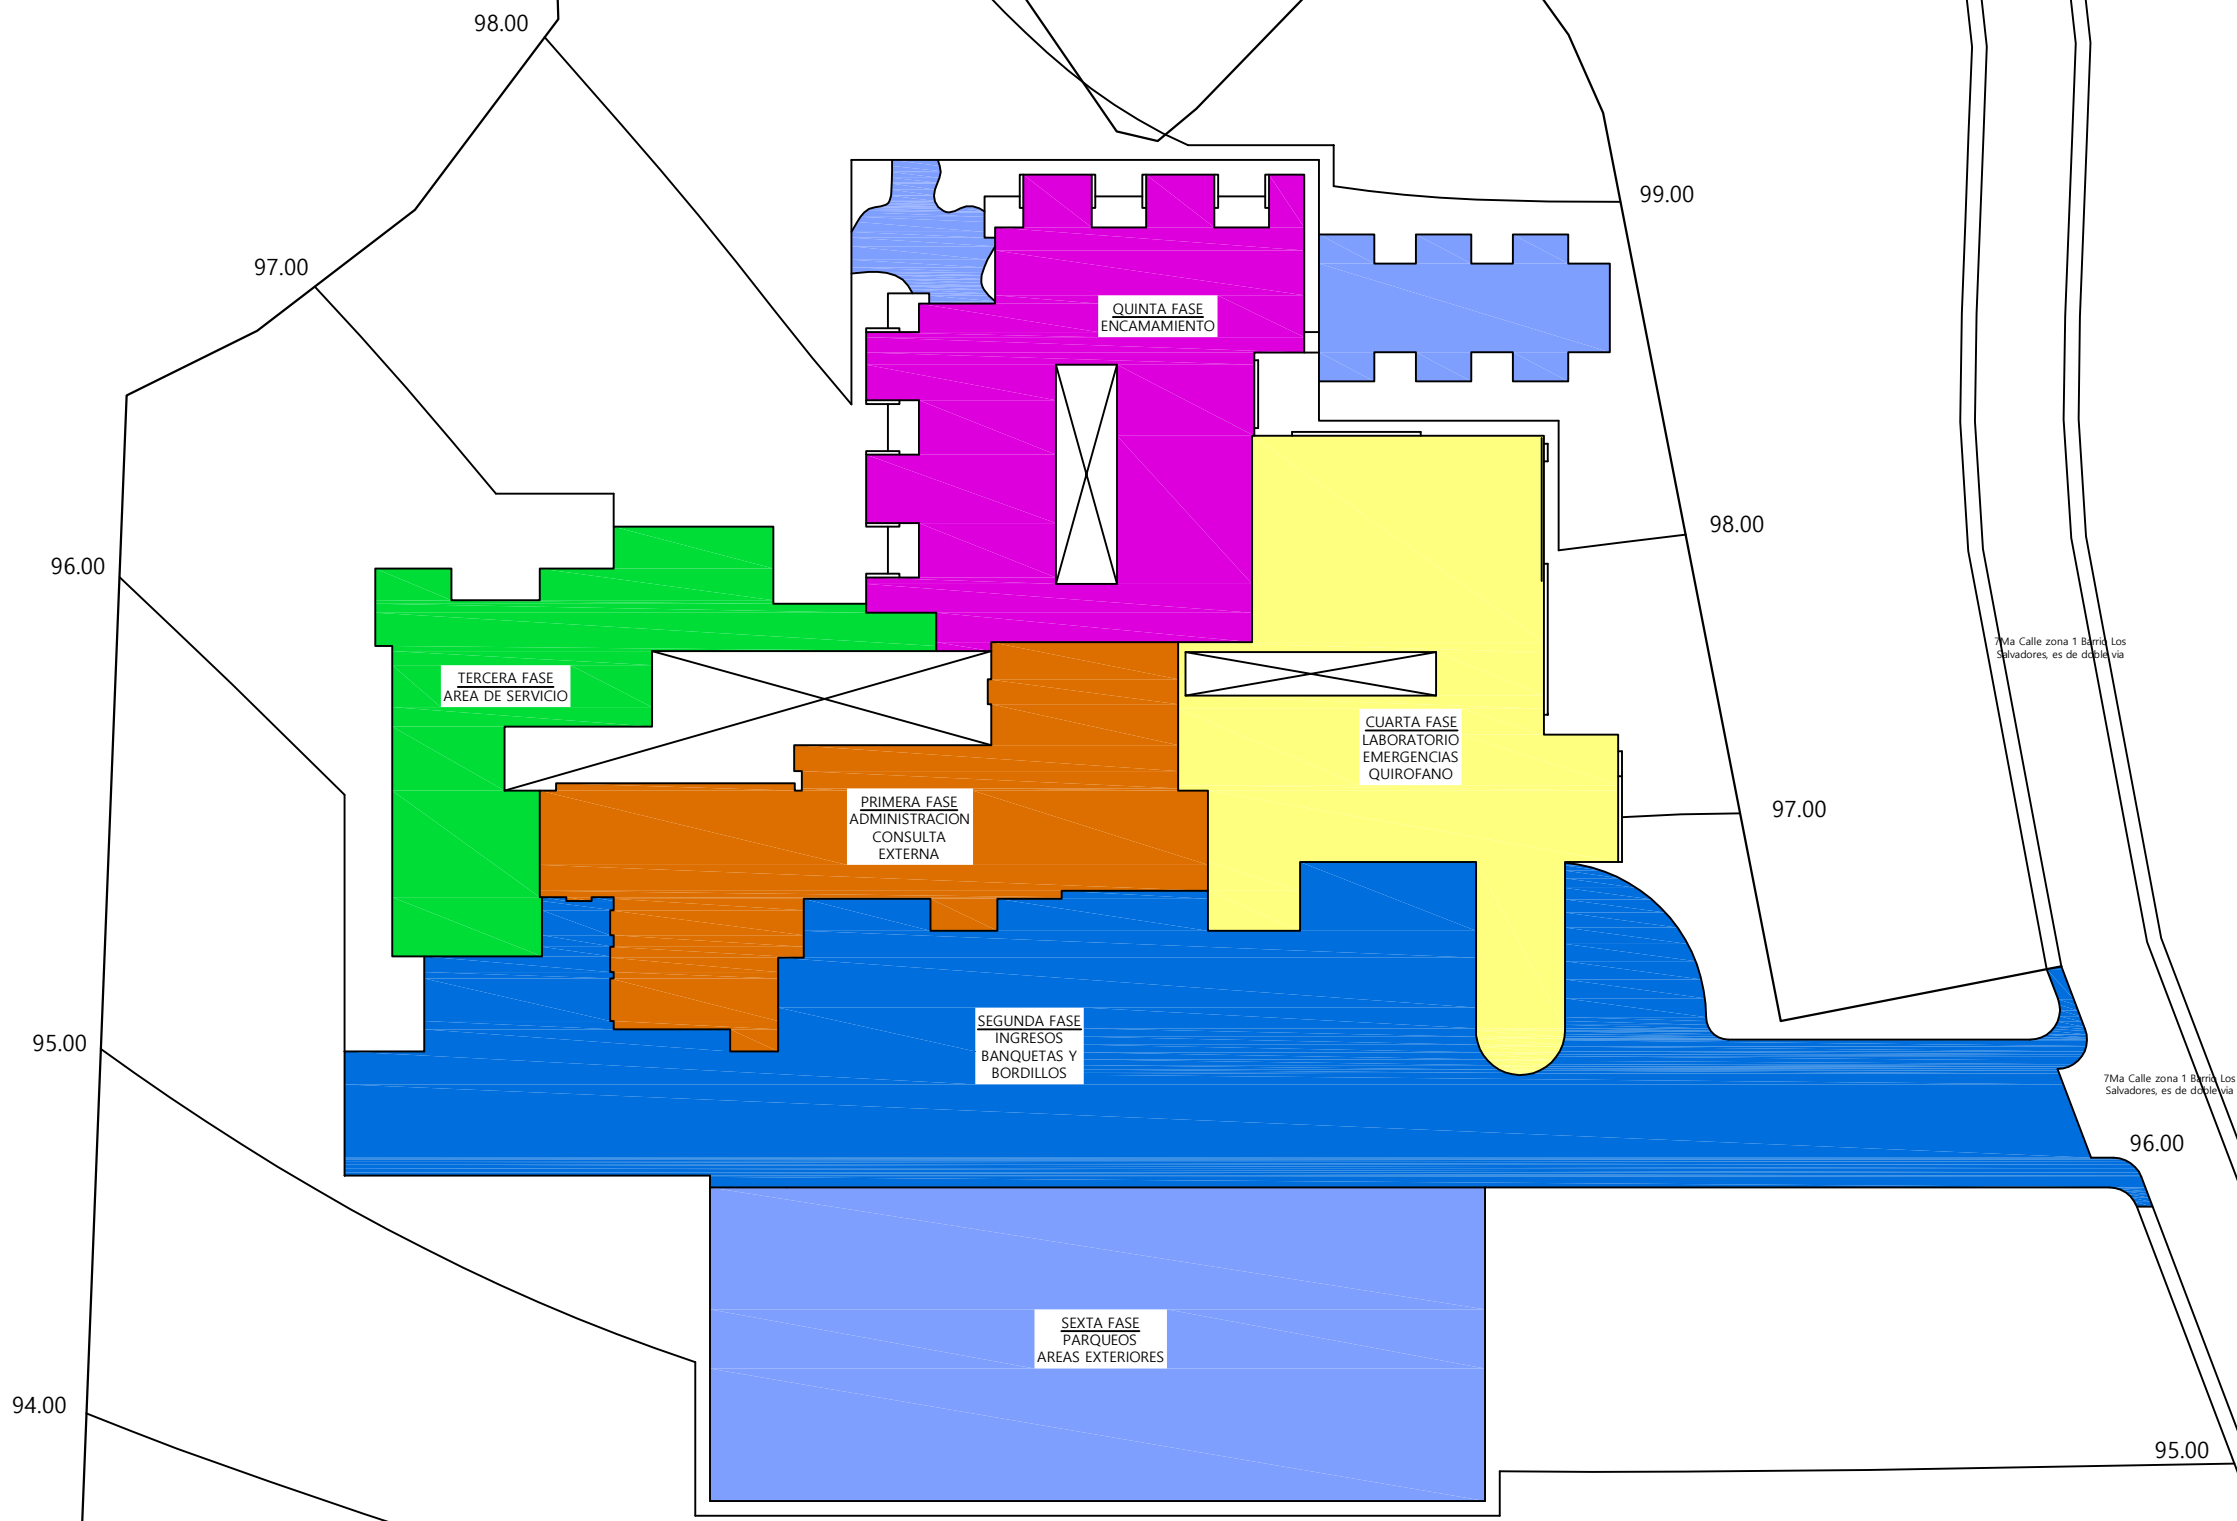 98.00
99.00
97.00
QUINTA FASE
ENCAMAMIENTO
98.00
96.00
7Ma Calle zona 1 Barrio Los
Salvadores, es de doble via
TERCERA FASE
AREA DE SERVICIO
CUARTA FASE
LABORATORIO
EMERGENCIAS
QUIROFANO
PRIMERA FASE
ADMINISTRACION
CONSULTA
EXTERNA
97.00
SEGUNDA FASE
INGRESOS
BANQUETAS Y
BORDILLOS
95.00
7Ma Calle zona 1 Barrio Los
Salvadores, es de doble via
96.00
SEXTA FASE
PARQUEOS
AREAS EXTERIORES
94.00
95.00